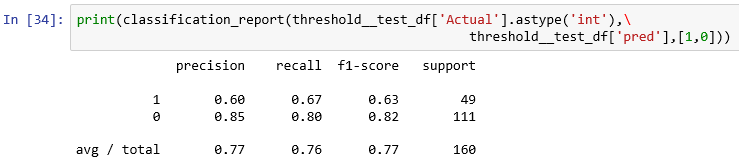 In [34]: print(classification_report(threshold__test_df['Actual'].astype('int'),\
threshold__test_df['pred'],[1,0]))
precision recall f1-score support
1 0.60 0.67 0.63 49
0 0.85 0.80 0.82 111
avg / total 0.77 0.76 0.77 160